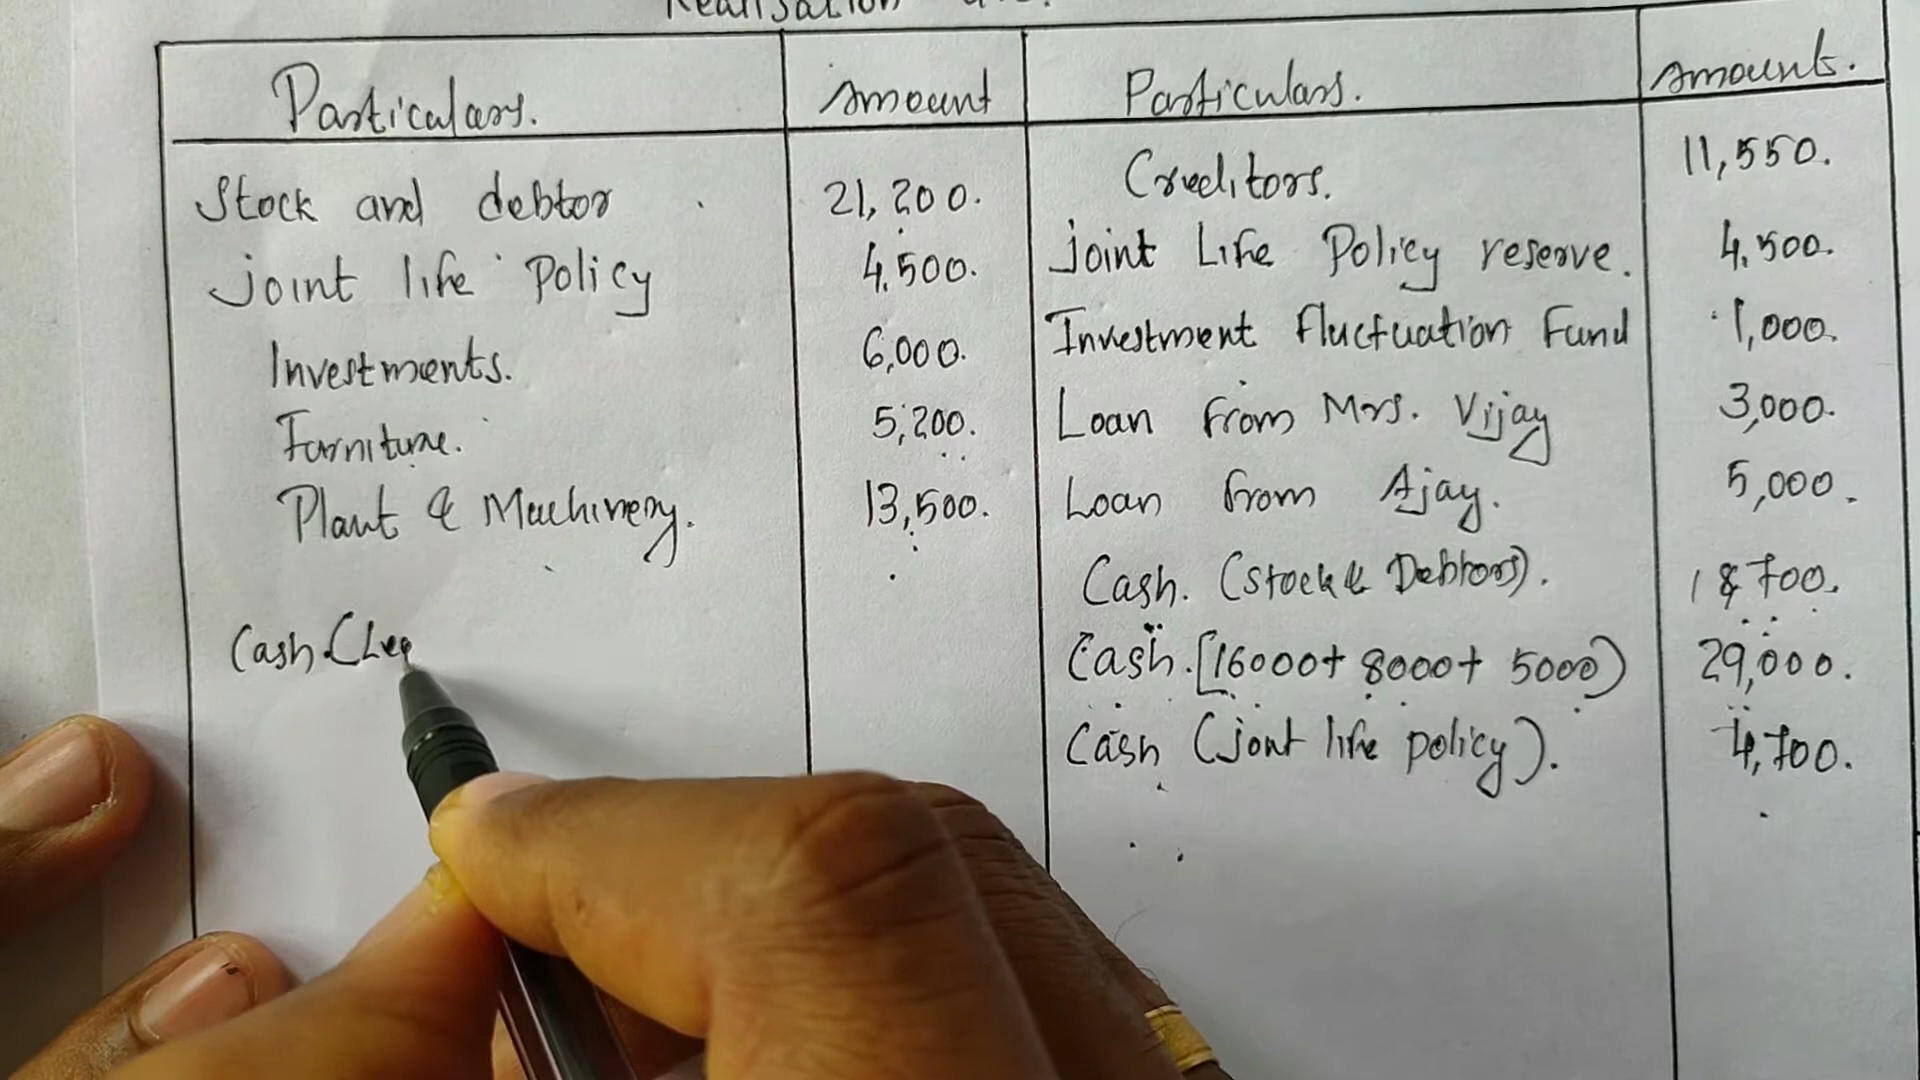 Realisation
Particulars. Amount Particulars. Amount.
Stock and debtor 21,200. Creditors. 11,550.
joint life Policy 4,500. joint Life Policy reserve. 4,500.
Investments. 6,000. Investment Fluctuation Fund 1,000.
Furniture. 5,200. Loan from Mrs. Vijay 3,000.
Plant & Machinery. 13,500. Loan from Ajay. 5,000.
Cash. (Stock & Debtors). 18,700.
Cash. [16000+ 8000+ 5000) 29,000.
Cash (joint life policy). 4,700.
Cash.